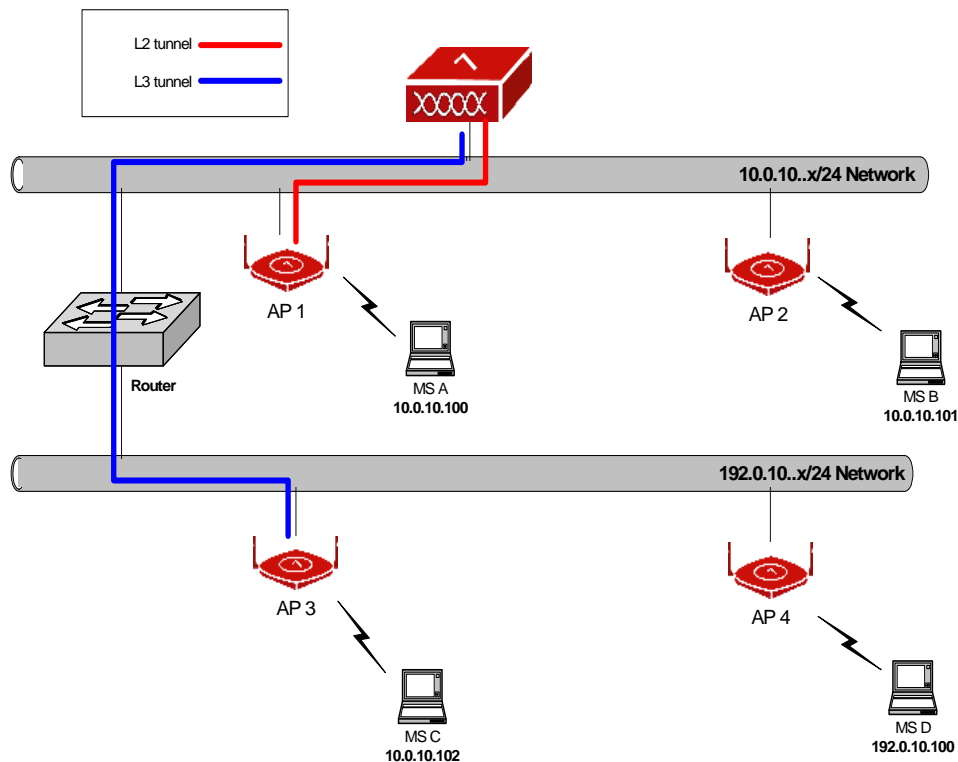 L2 tunnel
L3 tunnel
10.0.10..x/24 Network
AP 1
AP 2
Router
MS A
10.0.10.100
MS B
10.0.10.101
192.0.10..x/24 Network
AP 3
AP 4
MS C
10.0.10.102
MS D
192.0.10.100